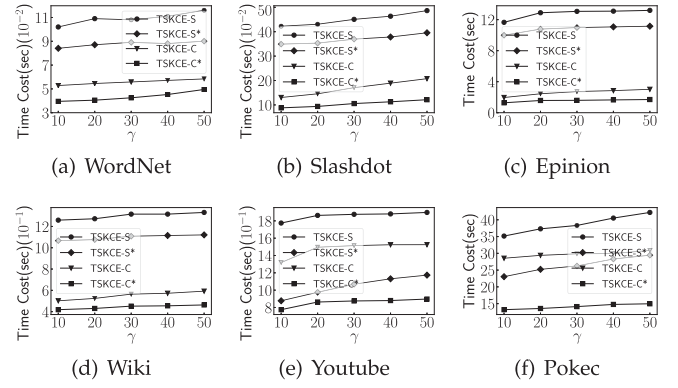 Time Cost(sec)(10⁻²)
11
9
7
5
3
TSKCE-S
TSKCE-S*
TSKCE-C
TSKCE-C*
10 20 30 40 50
γ
(a) WordNet
Time Cost(sec)(10⁻²)
50
40
30
20
10
TSKCE-S
TSKCE-S*
TSKCE-C
TSKCE-C*
10 20 30 40 50
γ
(b) Slashdot
Time Cost(sec)
12
8
4
0
TSKCE-S
TSKCE-S*
TSKCE-C
TSKCE-C*
10 20 30 40 50
γ
(c) Epinion
Time Cost(sec)(10⁻¹)
12
10
8
6
4
TSKCE-S
TSKCE-S*
TSKCE-C
TSKCE-C*
10 20 30 40 50
γ
(d) Wiki
Time Cost(sec)(10⁻¹)
18
16
14
12
10
8
TSKCE-S
TSKCE-S*
TSKCE-C
TSKCE-C*
10 20 30 40 50
γ
(e) Youtube
Time Cost(sec)
40
35
30
25
20
15
TSKCE-S
TSKCE-S*
TSKCE-C
TSKCE-C*
10 20 30 40 50
γ
(f) Pokec